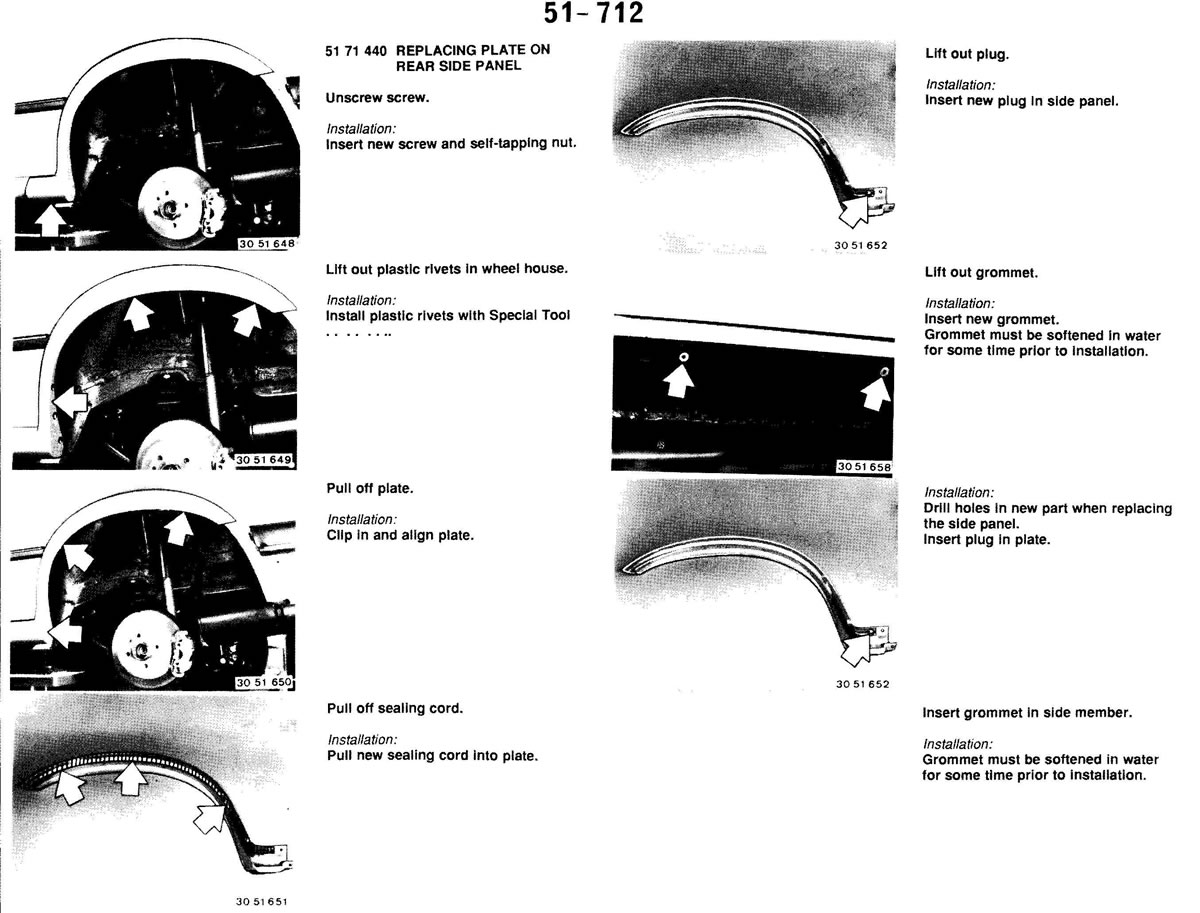 51-712
51 71 440 REPLACING PLATE ON
REAR SIDE PANEL
Unscrew screw.
Installation:
Insert new screw and self-tapping nut.
30 51 648
Lift out plastic rivets in wheel house.
Installation:
Install plastic rivets with Special Tool
30 51 649
Pull off plate.
Installation:
Clip in and align plate.
30 51 650
Pull off sealing cord.
Installation:
Pull new sealing cord into plate.
30 51 651
Lift out plug.
Installation:
Insert new plug in side panel.
30 51 652
Lift out grommet.
Installation:
Insert new grommet.
Grommet must be softened in water
for some time prior to installation.
30 51 658
Installation:
Drill holes in new part when replacing
the side panel.
Insert plug in plate.
30 51 652
Insert grommet in side member.
Installation:
Grommet must be softened in water
for some time prior to installation.